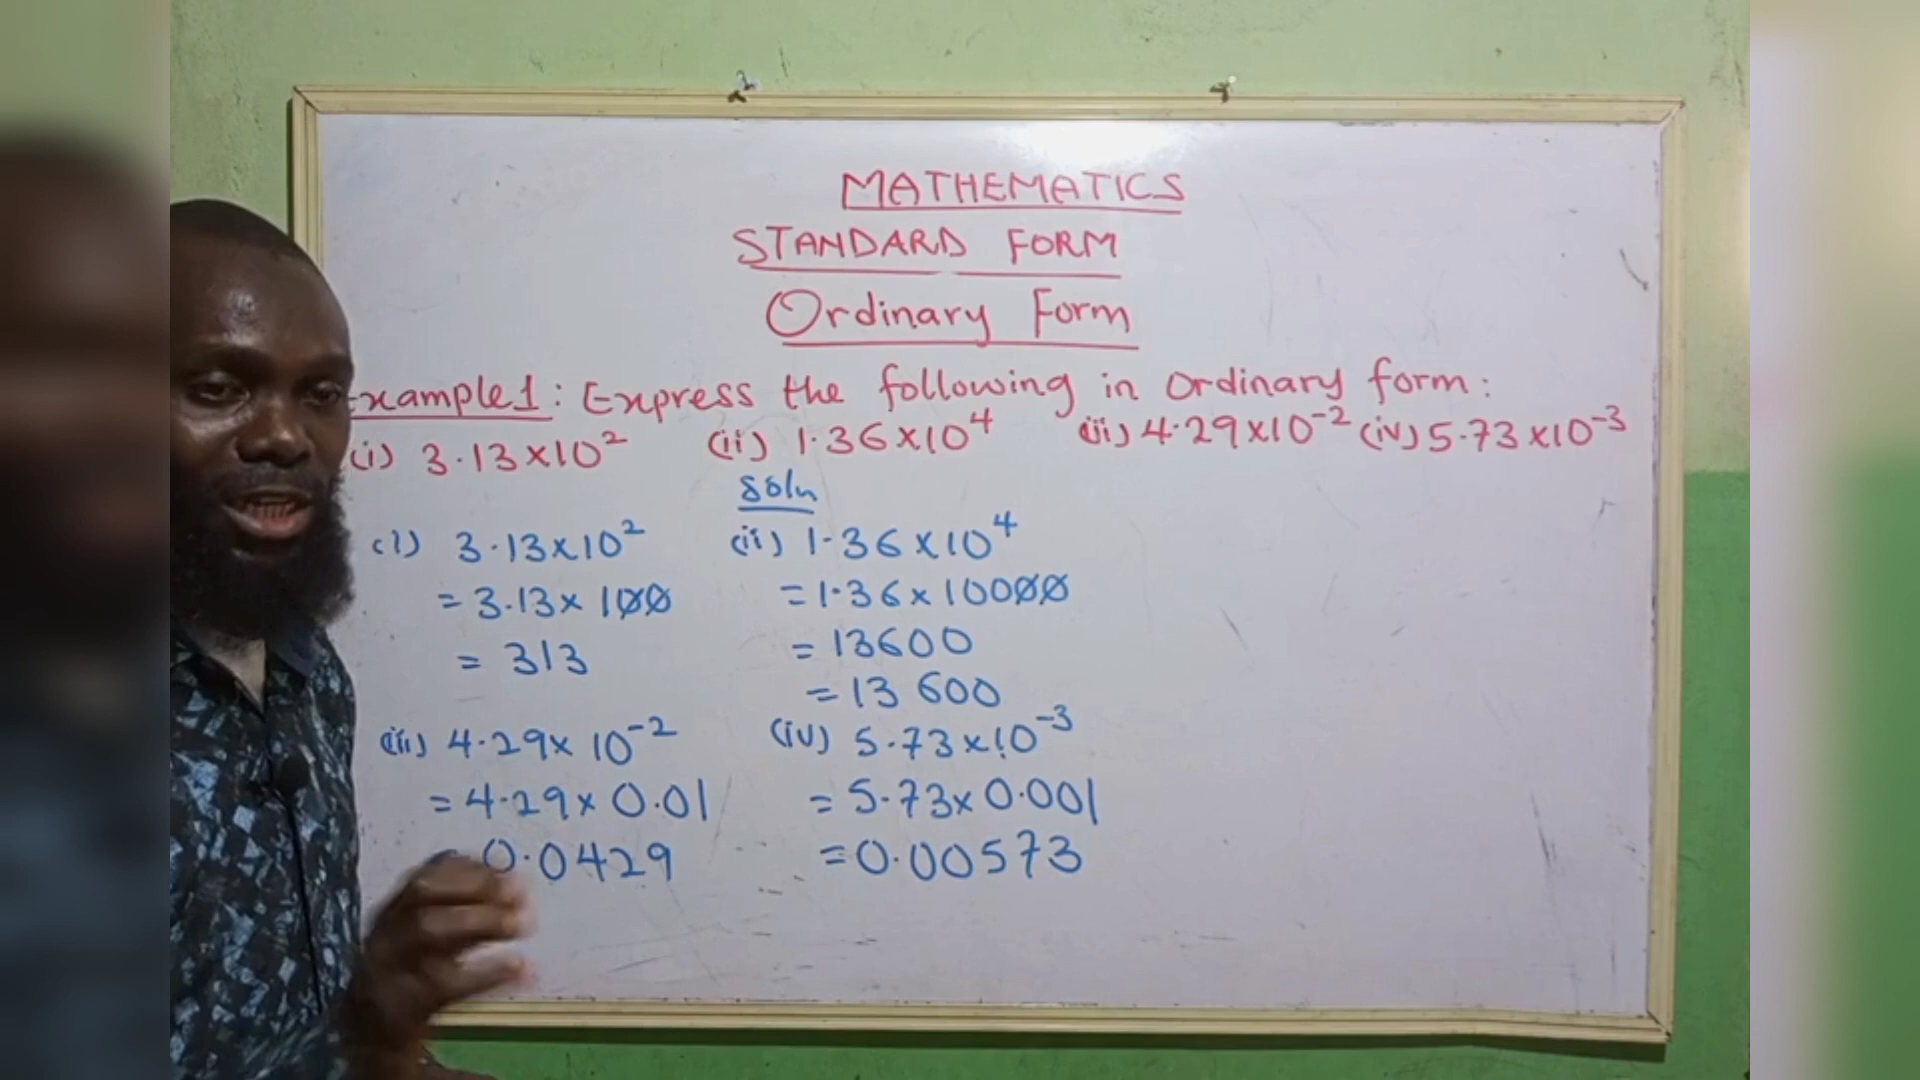 MATHEMATICS
STANDARD FORM
Ordinary Form
Example1: Express the following in Ordinary form:
(i) 3.13×10² (ii) 1.36×10⁴ (iii) 4.29×10⁻² (iv) 5.73×10⁻³
Soln
(i) 3.13×10² (ii) 1.36×10⁴
= 3.13× 100 = 1.36× 10000
= 313 = 13600
= 13 600
(iii) 4.29× 10⁻² (iv) 5.73×10⁻³
= 4.29× 0.01 = 5.73× 0.001
= 0.0429 = 0.00573